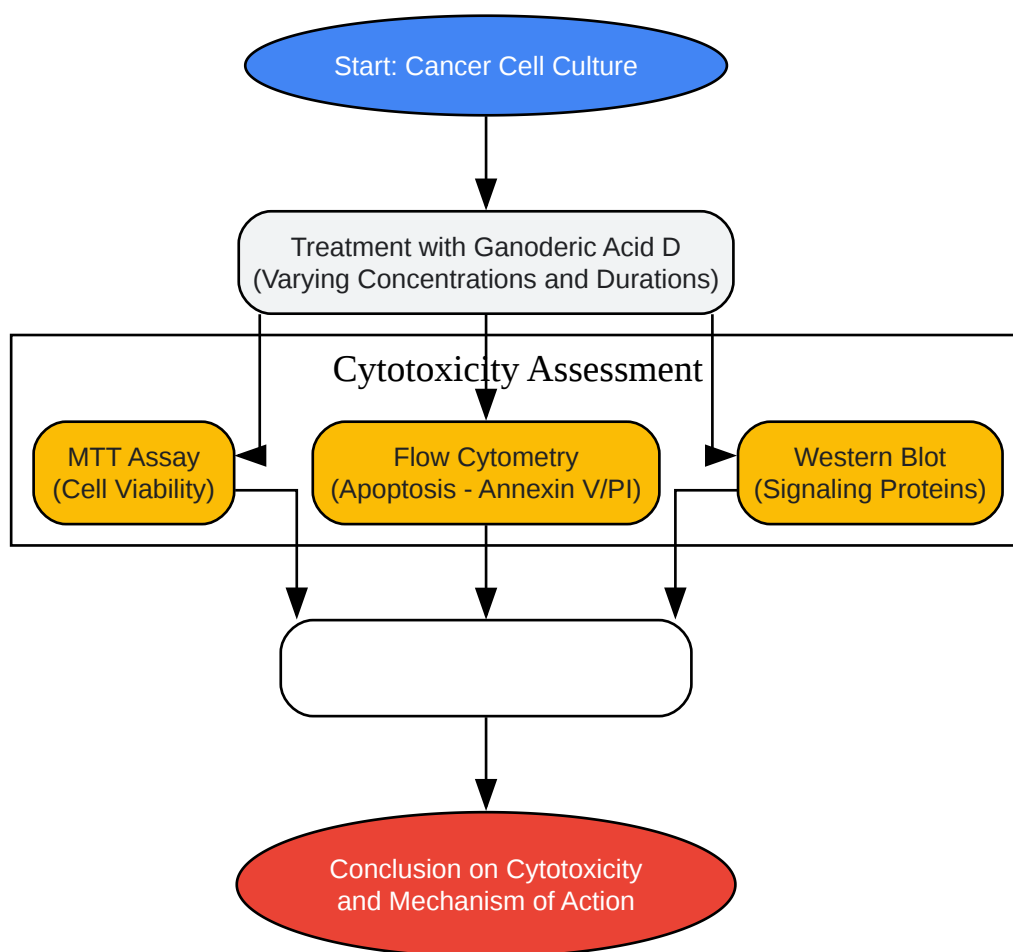 Start: Cancer Cell Culture
Treatment with Ganoderic Acid D
(Varying Concentrations and Durations)
Cytotoxicity Assessment
MTT Assay
(Cell Viability)
Flow Cytometry
(Apoptosis - Annexin V/PI)
Western Blot
(Signaling Proteins)
Conclusion on Cytotoxicity
and Mechanism of Action